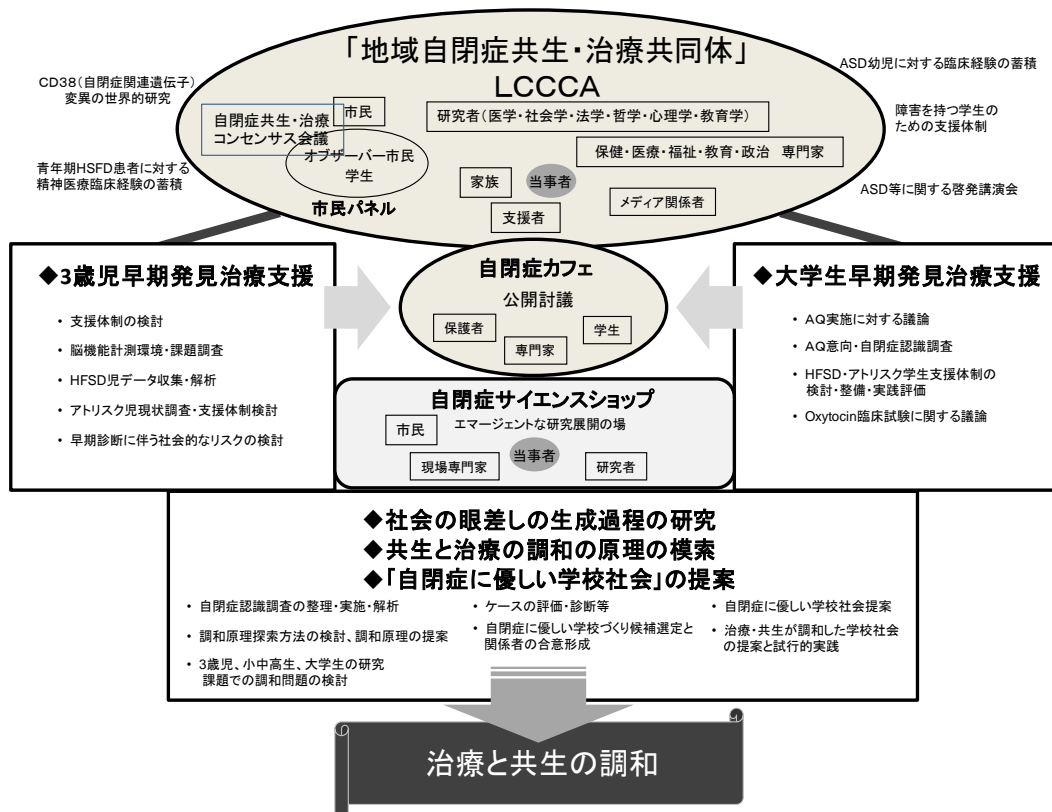 「地域自閉症共生・治療共同体」
LCCCA
CD38(自閉症関連遺伝子)
変異の世界的研究
青年期HSFD患者に対する
精神医療臨床経験の蓄積
ASD幼児に対する臨床経験の蓄積
障害を持つ学生の
ための支援体制
ASD等に関する啓発講演会
自閉症共生・治療
コンセンサス会議
市民
オブザーバー市民
学生
市民パネル
研究者(医学・社会学・法学・哲学・心理学・教育学)
保健・医療・福祉・教育・政治 専門家
家族
当事者
支援者
メディア関係者
◆3歳児早期発見治療支援
・ 支援体制の検討
・ 脳機能計測環境・課題調査
・ HFSD児データ収集・解析
・ アトリスク児現状調査・支援体制検討
・ 早期診断に伴う社会的なリスクの検討
自閉症カフェ
公開討議
保護者
専門家
学生
◆大学生早期発見治療支援
・ AQ実施に対する議論
・ AQ意向・自閉症認識調査
・ HFSD・アトリスク学生支援体制の
検討・整備・実践評価
・ Oxytocin臨床試験に関する議論
自閉症サイエンスショップ
エマージェントな研究展開の場
市民
当事者
現場専門家
研究者
◆社会の眼差しの生成過程の研究
◆共生と治療の調和の原理の模索
◆「自閉症に優しい学校社会」の提案
・ 自閉症認識調査の整理・実施・解析
・ 調和原理探索方法の検討、調和原理の提案
・ 3歳児、小中高生、大学生の研究
課題での調和問題の検討
・ ケースの評価・診断等
・ 自閉症に優しい学校づくり候補選定と
関係者の合意形成
・ 自閉症に優しい学校社会提案
・ 治療・共生が調和した学校社会
の提案と試行的実践
治療と共生の調和